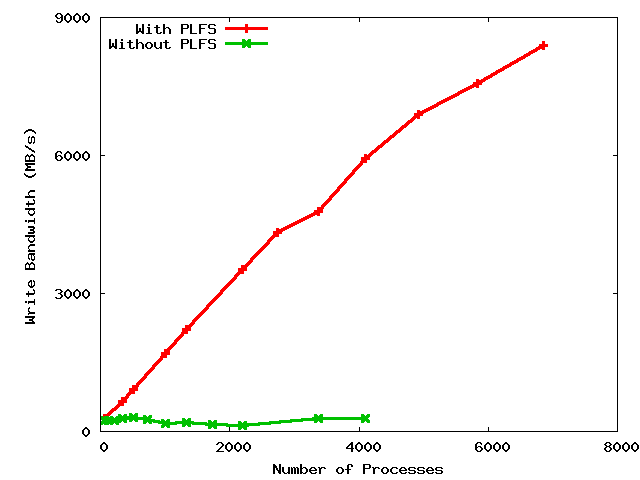 9000
With PLFS
Without PLFS
6000
Write Bandwidth (MB/s)
3000
0
0 2000 4000 6000 8000
Number of Processes